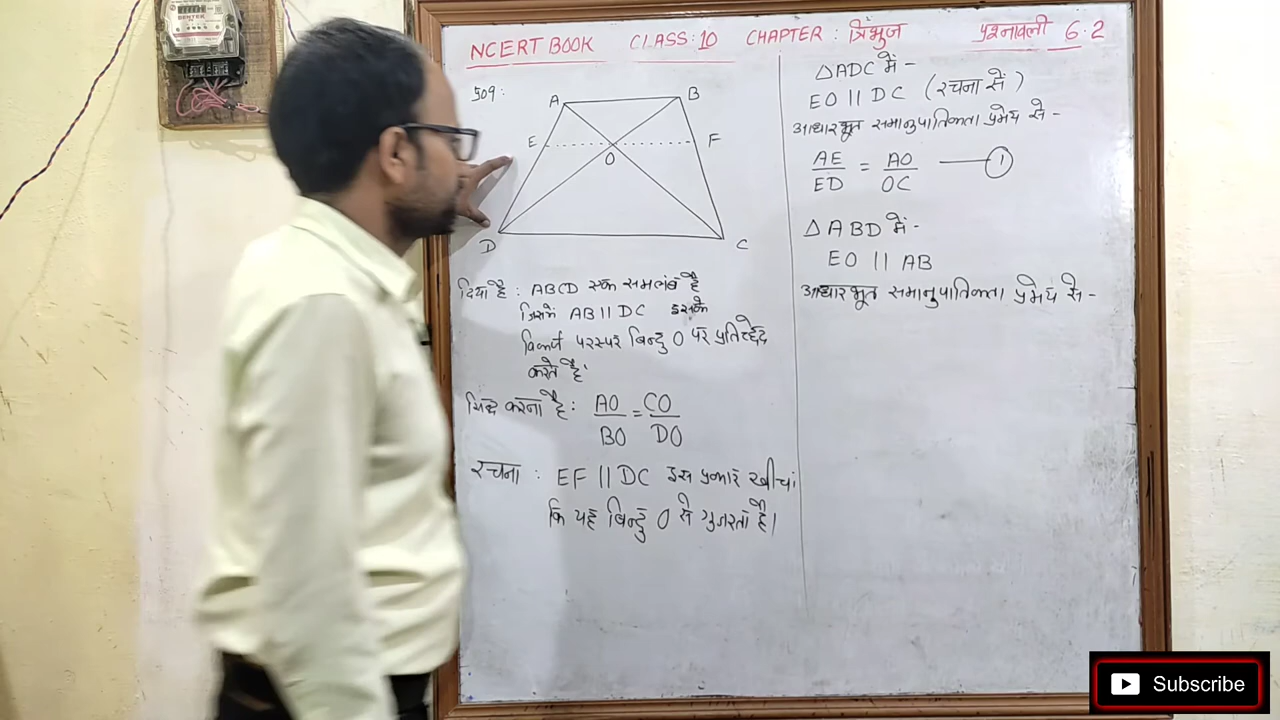 BENTEK
NCERT BOOK CLASS: 10 CHAPTER : त्रिभुज प्रश्नावली 6.2
प्र०9:
A B
E F
O
D C
दिया है : ABCD एक समलंब है
जिसमें AB || DC इसके
विकर्ण परस्पर बिन्दु O पर प्रतिच्छेद
करते है।
सिद्ध करना है: AO/BO = CO/DO
रचना : EF || DC इस प्रकार खींचा
कि यह बिन्दु O से गुजरता है।
△ADC में -
EO || DC (रचना से)
आधारभूत समानुपातिकता प्रमेय से -
AE/ED = AO/OC — 1
△ABD में -
EO || AB
आधारभूत समानुपातिकता प्रमेय से -
Subscribe